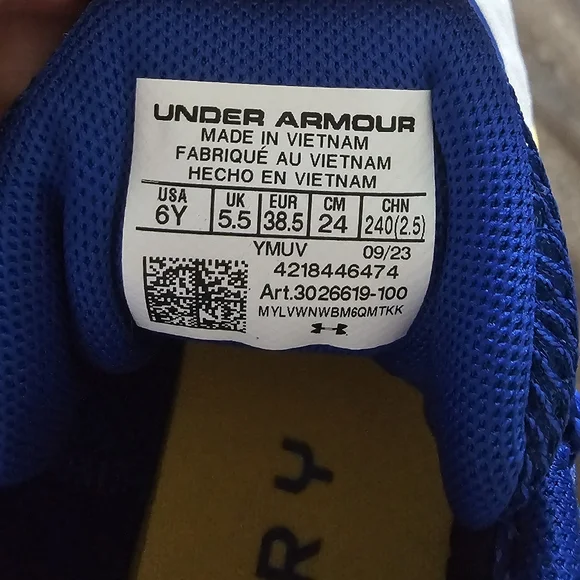 UNDER ARMOUR
MADE IN VIETNAM
FABRIQUÉ AU VIETNAM
HECHO EN VIETNAM
USA UK EUR CM CHN
6Y 5.5 38.5 24 240(2.5)
YMUV 09/23
4218446474
Art.3026619-100
MYLVWNWBM6QMTKK
RY